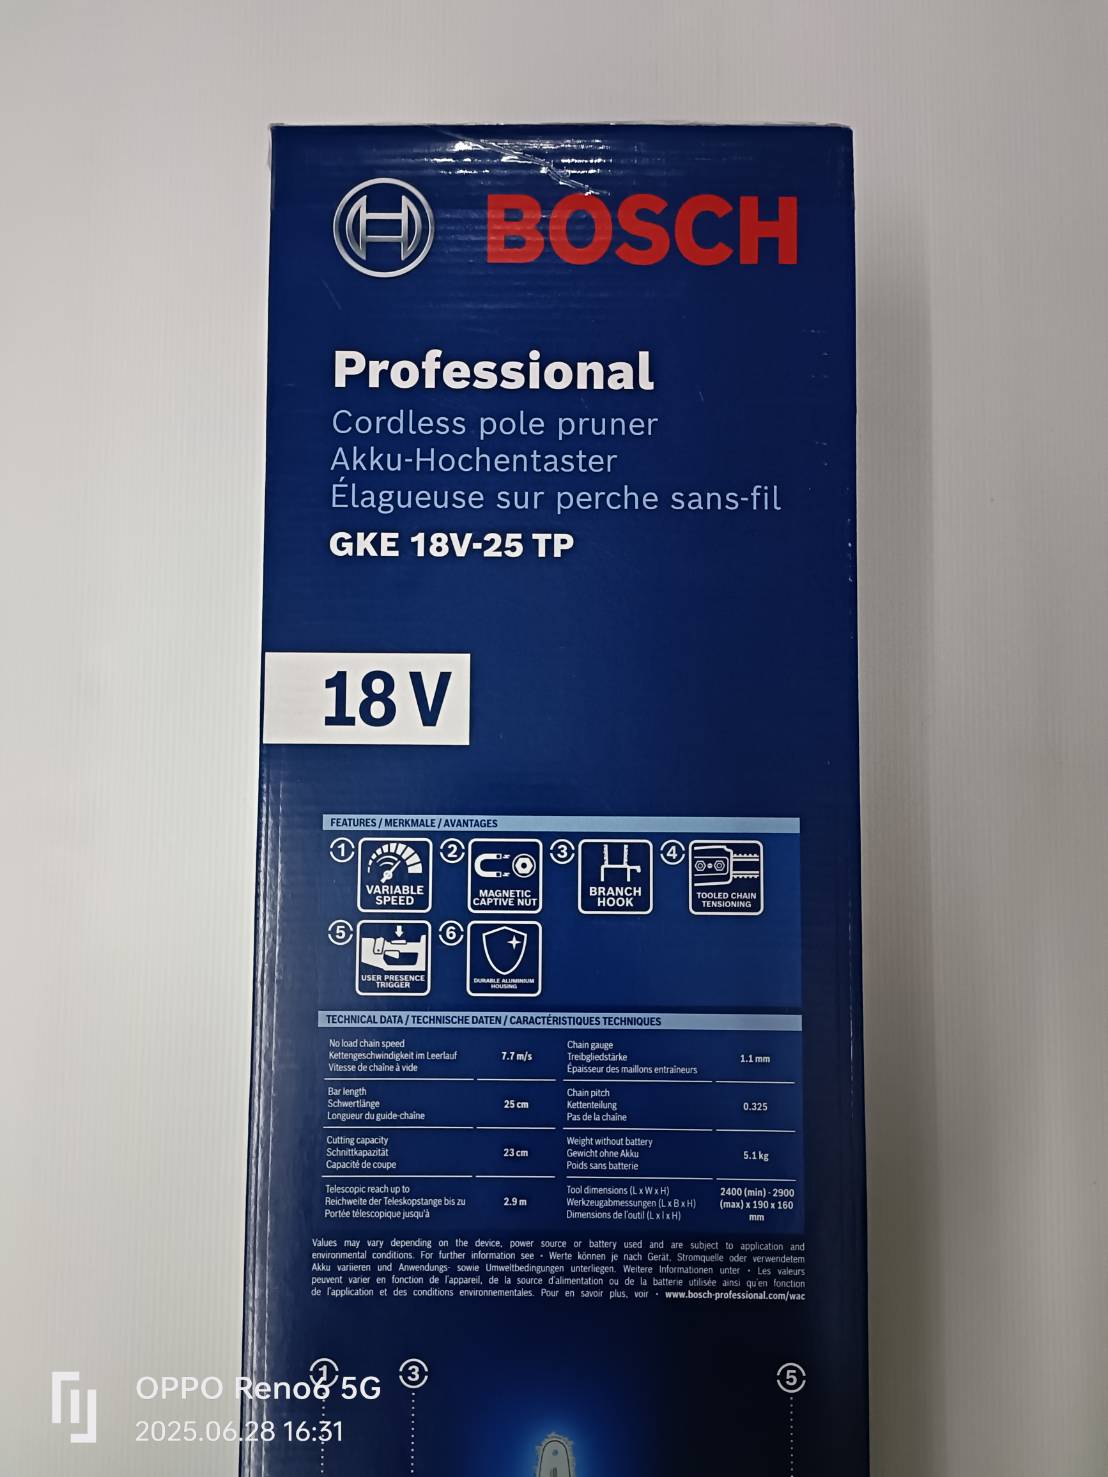 BOSCH
Professional
Cordless pole pruner
Akku-Hochentaster
Élagueuse sur perche sans-fil
GKE 18V-25 TP
18 V
FEATURES / MERKMALE / AVANTAGES
1 VARIABLE SPEED
2 MAGNETIC CAPTIVE NUT
3 BRANCH HOOK
4 TOOLED CHAIN TENSIONING
5 USER PRESENCE TRIGGER
6 DURABLE ALUMINIUM HOUSING
TECHNICAL DATA / TECHNISCHE DATEN / CARACTÉRISTIQUES TECHNIQUES
No load chain speed
Kettengeschwindigkeit im Leerlauf
Vitesse de chaîne à vide
7.7 m/s
Chain gauge
Treibgliedstärke
Épaisseur des maillons entraîneurs
1.1 mm
Bar length
Schwertlänge
Longueur du guide-chaîne
25 cm
Chain pitch
Kettenteilung
Pas de la chaîne
0.325
Cutting capacity
Schnittkapazität
Capacité de coupe
23 cm
Weight without battery
Gewicht ohne Akku
Poids sans batterie
5.1 kg
Telescopic reach up to
Reichweite der Teleskopstange bis zu
Portée télescopique jusqu'à
2.9 m
Tool dimensions (L x W x H)
Werkzeugabmessungen (L x B x H)
Dimensions de l'outil (L x l x H)
2400 (min) - 2900
(max) x 190 x 160
mm
Values may vary depending on the device, power source or battery used and are subject to application and
environmental conditions. For further information see • Werte können je nach Gerät, Stromquelle oder verwendetem
Akku variieren und Anwendungs- sowie Umweltbedingungen unterliegen. Weitere Informationen unter • Les valeurs
peuvent varier en fonction de l'appareil, de la source d'alimentation ou de la batterie utilisée ainsi qu'en fonction
de l'application et des conditions environnementales. Pour en savoir plus, voir • www.bosch-professional.com/wac
1 3 5
OPPO Reno6 5G
2025.06.28 16:31